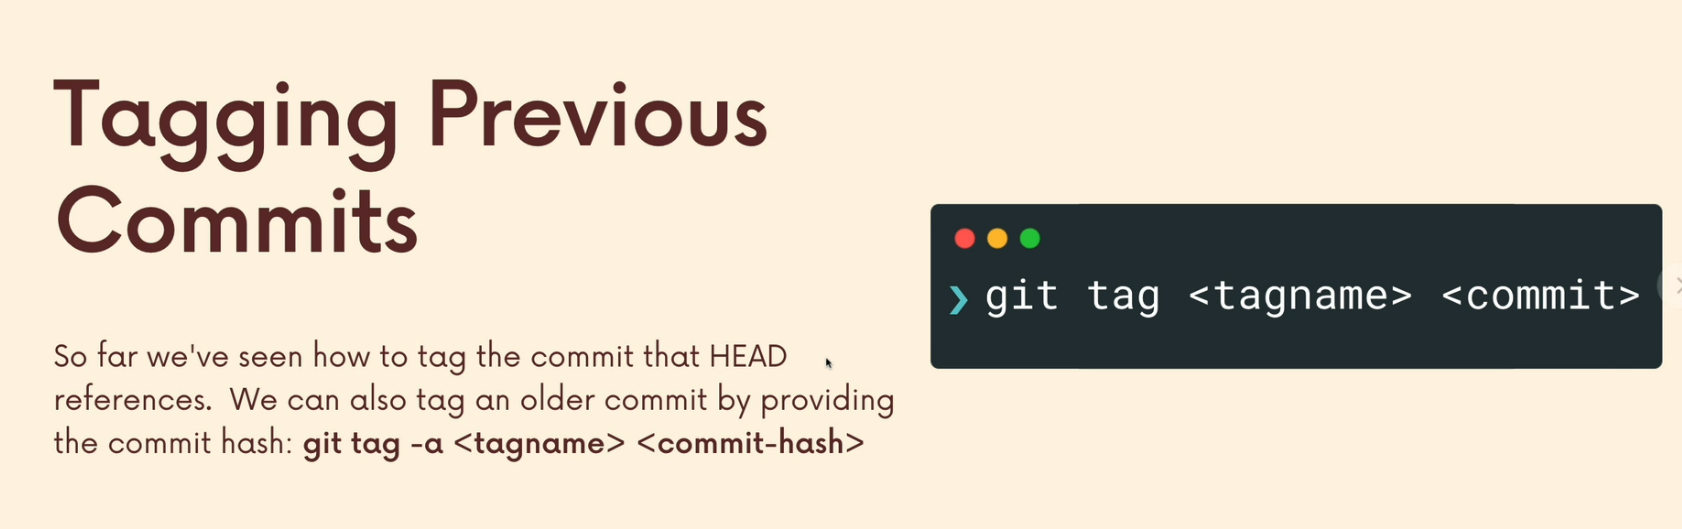 Tagging Previous
Commits
So far we've seen how to tag the commit that HEAD
references.  We can also tag an older commit by providing
the commit hash: git tag -a <tagname> <commit-hash>
❯ git tag <tagname> <commit>